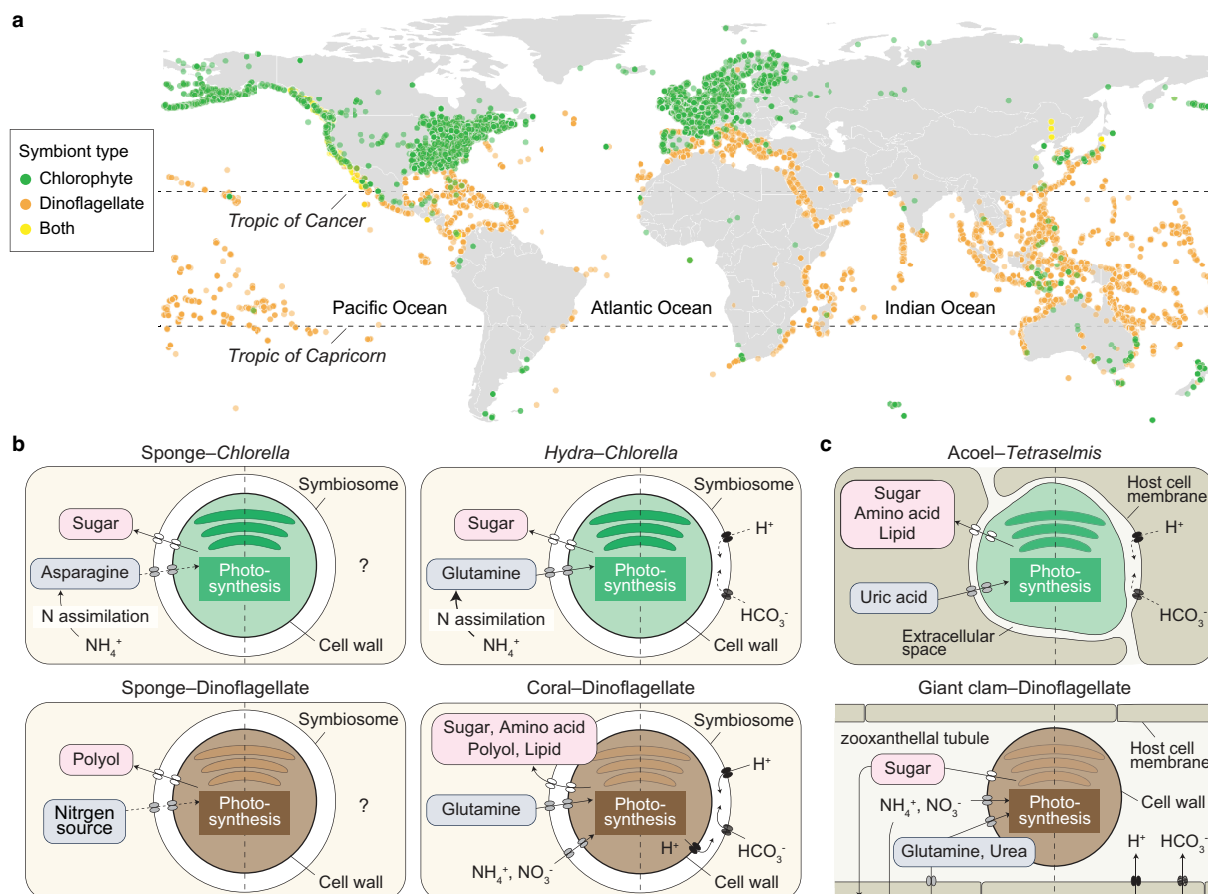 a
Symbiont type
Chlorophyte
Dinoflagellate
Both
Tropic of Cancer
Pacific Ocean
Atlantic Ocean
Indian Ocean
Tropic of Capricorn
b
Sponge–Chlorella
Symbiosome
Sugar
Asparagine
Photo-
synthesis
?
N assimilation
NH₄⁺
Cell wall
Hydra–Chlorella
Symbiosome
Sugar
H⁺
Glutamine
Photo-
synthesis
N assimilation
HCO₃⁻
NH₄⁺
Cell wall
c
Acoel–Tetraselmis
Sugar
Amino acid
Lipid
Host cell
membrane
H⁺
Photo-
synthesis
Uric acid
HCO₃⁻
Extracellular
space
Sponge–Dinoflagellate
Symbiosome
Polyol
Nitrgen
source
Photo-
synthesis
?
Cell wall
Coral–Dinoflagellate
Sugar, Amino acid
Polyol, Lipid
Symbiosome
H⁺
Glutamine
Photo-
synthesis
H⁺
HCO₃⁻
NH₄⁺, NO₃⁻
Cell wall
Giant clam–Dinoflagellate
zooxanthellal tubule
Host cell
membrane
Sugar
NH₄⁺, NO₃⁻
Photo-
synthesis
Cell wall
Glutamine, Urea
H⁺
HCO₃⁻